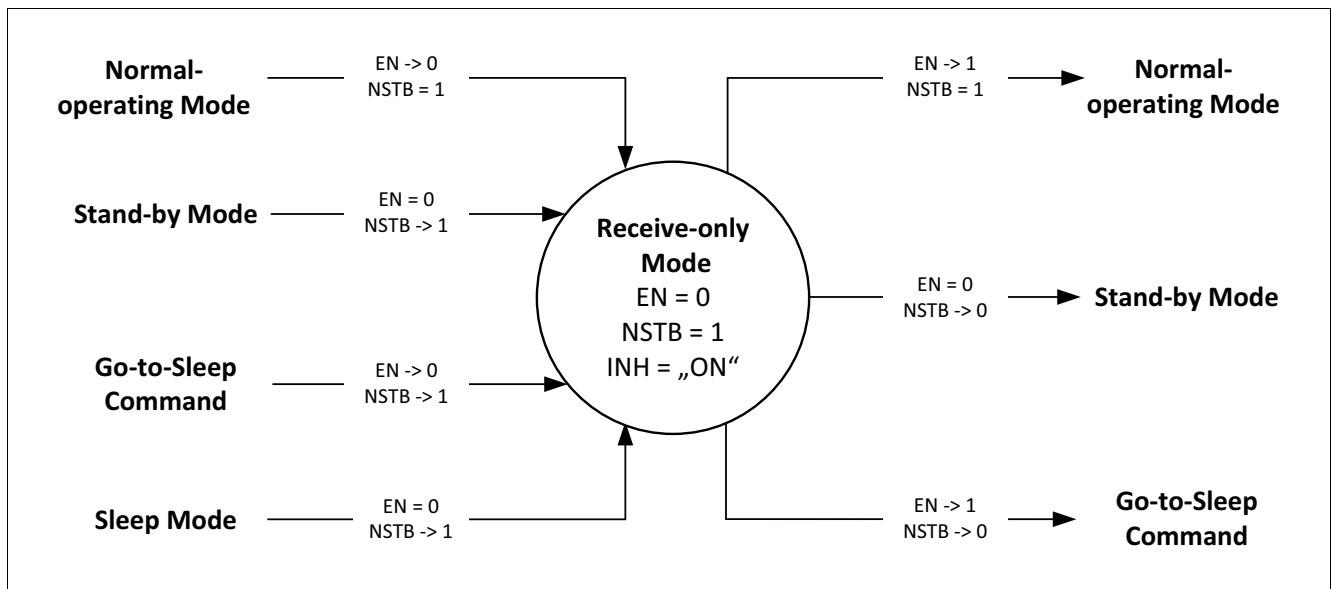 Normal-
operating Mode
EN -> 0
NSTB = 1
Stand-by Mode
EN = 0
NSTB -> 1
Go-to-Sleep
Command
EN -> 0
NSTB -> 1
Sleep Mode
EN = 0
NSTB -> 1
Receive-only
Mode
EN = 0
NSTB = 1
INH = „ON“
EN -> 1
NSTB = 1
Normal-
operating Mode
EN = 0
NSTB -> 0
Stand-by Mode
EN -> 1
NSTB -> 0
Go-to-Sleep
Command